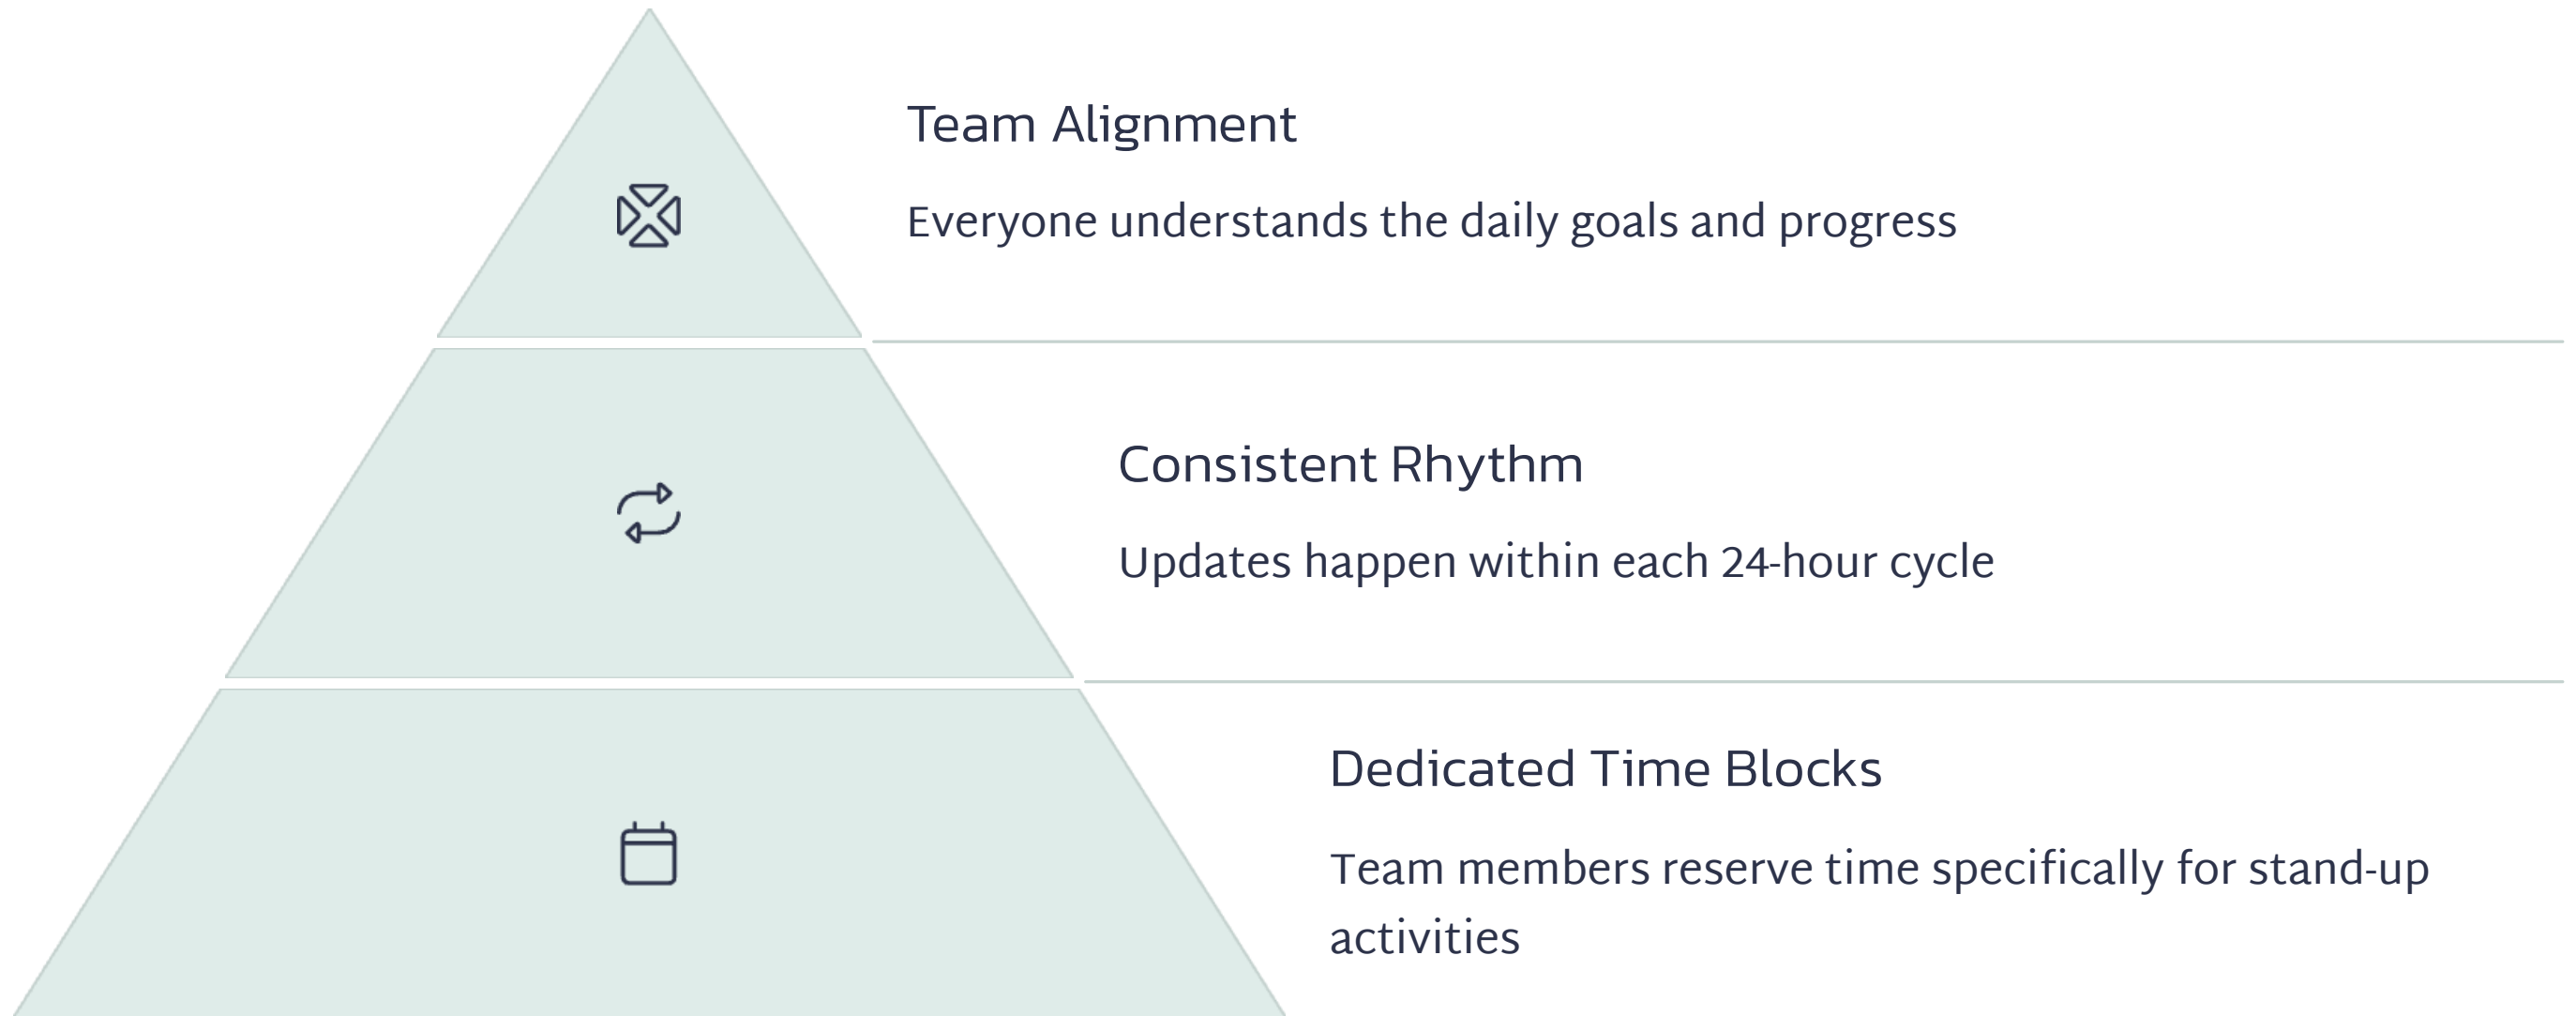 Team Alignment
Everyone understands the daily goals and progress
Consistent Rhythm
Updates happen within each 24-hour cycle
Dedicated Time Blocks
Team members reserve time specifically for stand-up
activities